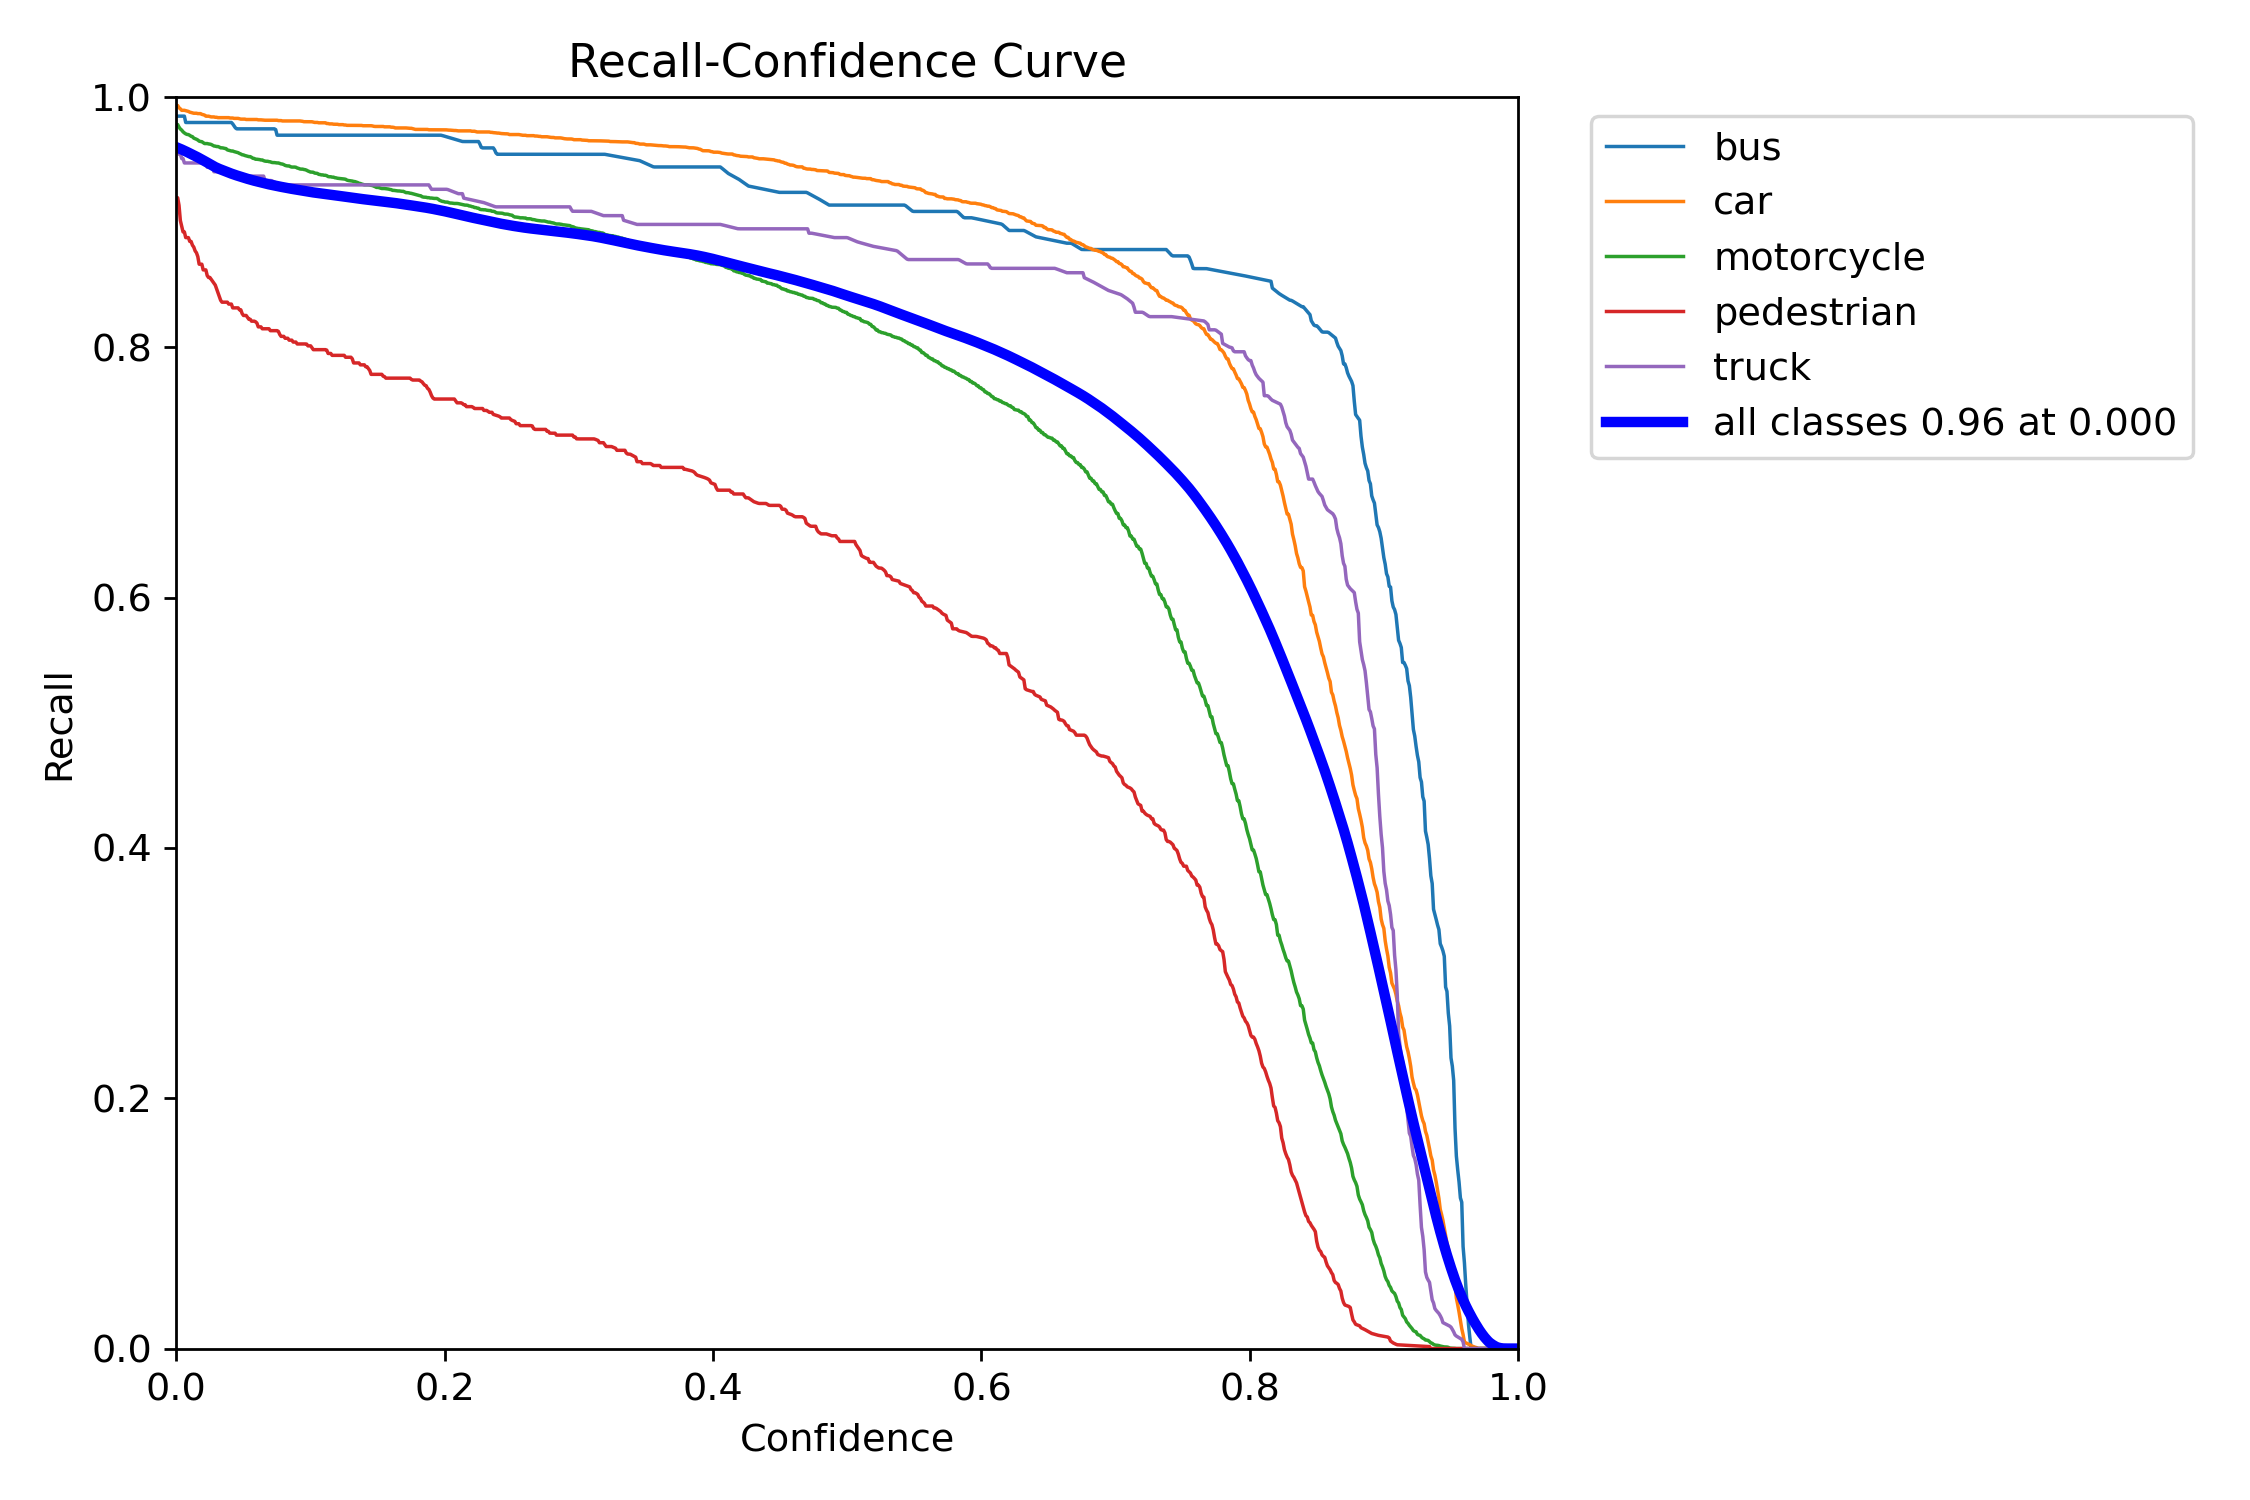 Recall-Confidence Curve
1.0
0.8
0.6
0.4
0.2
0.0
Recall
0.0 0.2 0.4 0.6 0.8 1.0
Confidence
bus
car
motorcycle
pedestrian
truck
all classes 0.96 at 0.000